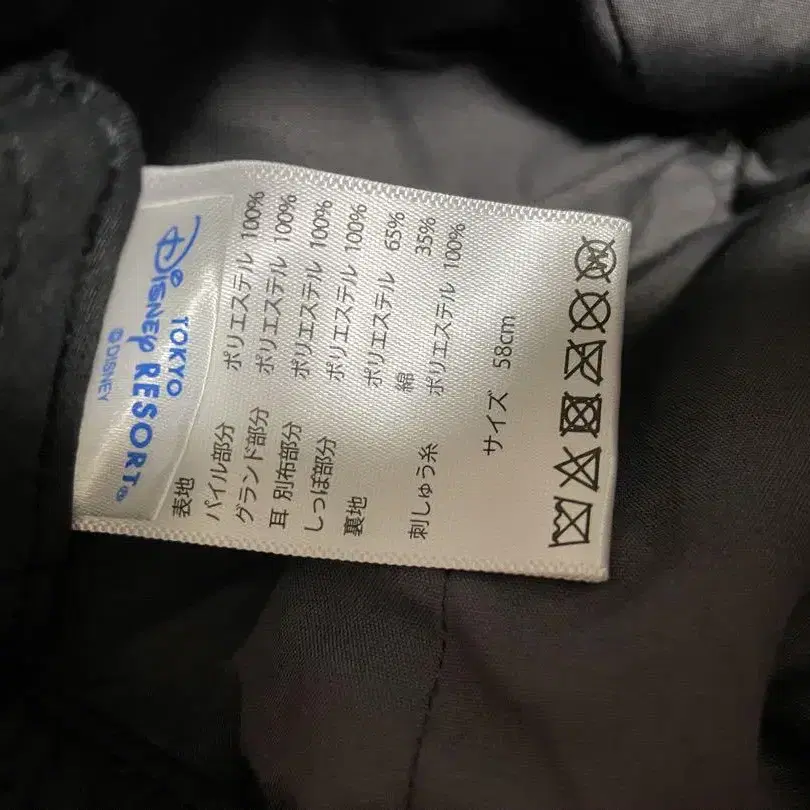 TOKYO
DISNEY RESORT®
©DISNEY
表地
パイル部分 ポリエステル 100%
グランド部分 ポリエステル 100%
耳 別布部分 ポリエステル 100%
しっぽ部分 ポリエステル 100%
裏地 ポリエステル 65%
綿 35%
刺しゅう糸 ポリエステル 100%
サイズ 58cm